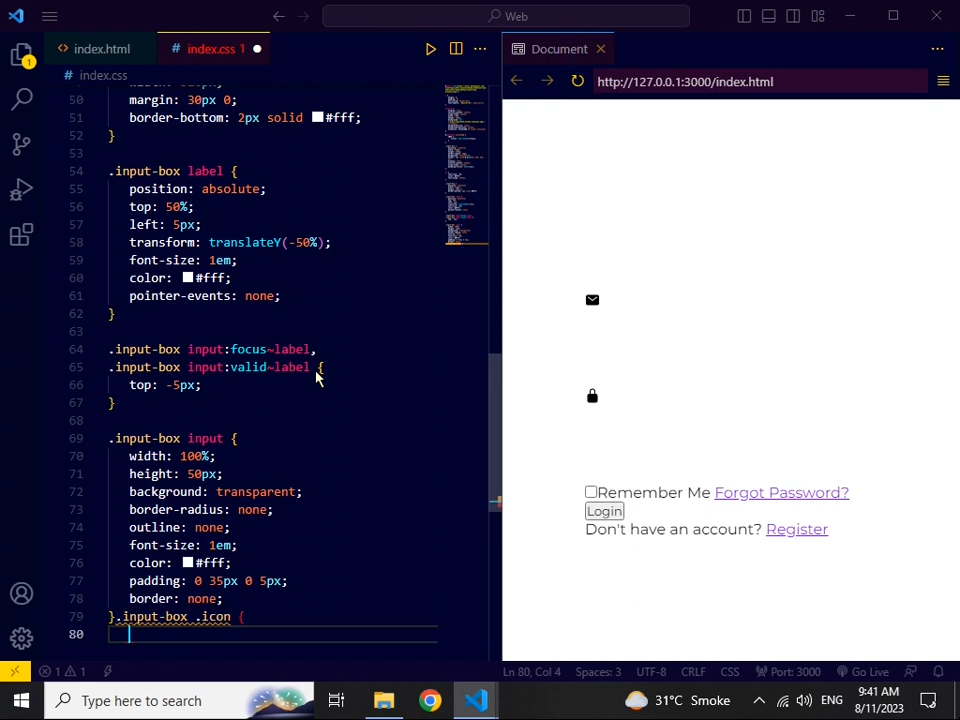 Web
index.html
# index.css 1
Document
# index.css
http://127.0.0.1:3000/index.html
50 margin: 30px 0;
51 border-bottom: 2px solid #fff;
52 }
53
54 .input-box label {
55 position: absolute;
56 top: 50%;
57 left: 5px;
58 transform: translateY(-50%);
59 font-size: 1em;
60 color: #fff;
61 pointer-events: none;
62 }
63
64 .input-box input:focus~label,
65 .input-box input:valid~label {
66 top: -5px;
67 }
68
69 .input-box input {
70 width: 100%;
71 height: 50px;
72 background: transparent;
73 border-radius: none;
74 outline: none;
75 font-size: 1em;
76 color: #fff;
77 padding: 0 35px 0 5px;
78 border: none;
79 }.input-box .icon {
80
Remember Me Forgot Password?
Login
Don't have an account? Register
1
1 1
Ln 80, Col 4 Spaces: 3 UTF-8 CRLF CSS Port: 3000 Go Live
Type here to search
31°C Smoke
ENG
9:41 AM
8/11/2023